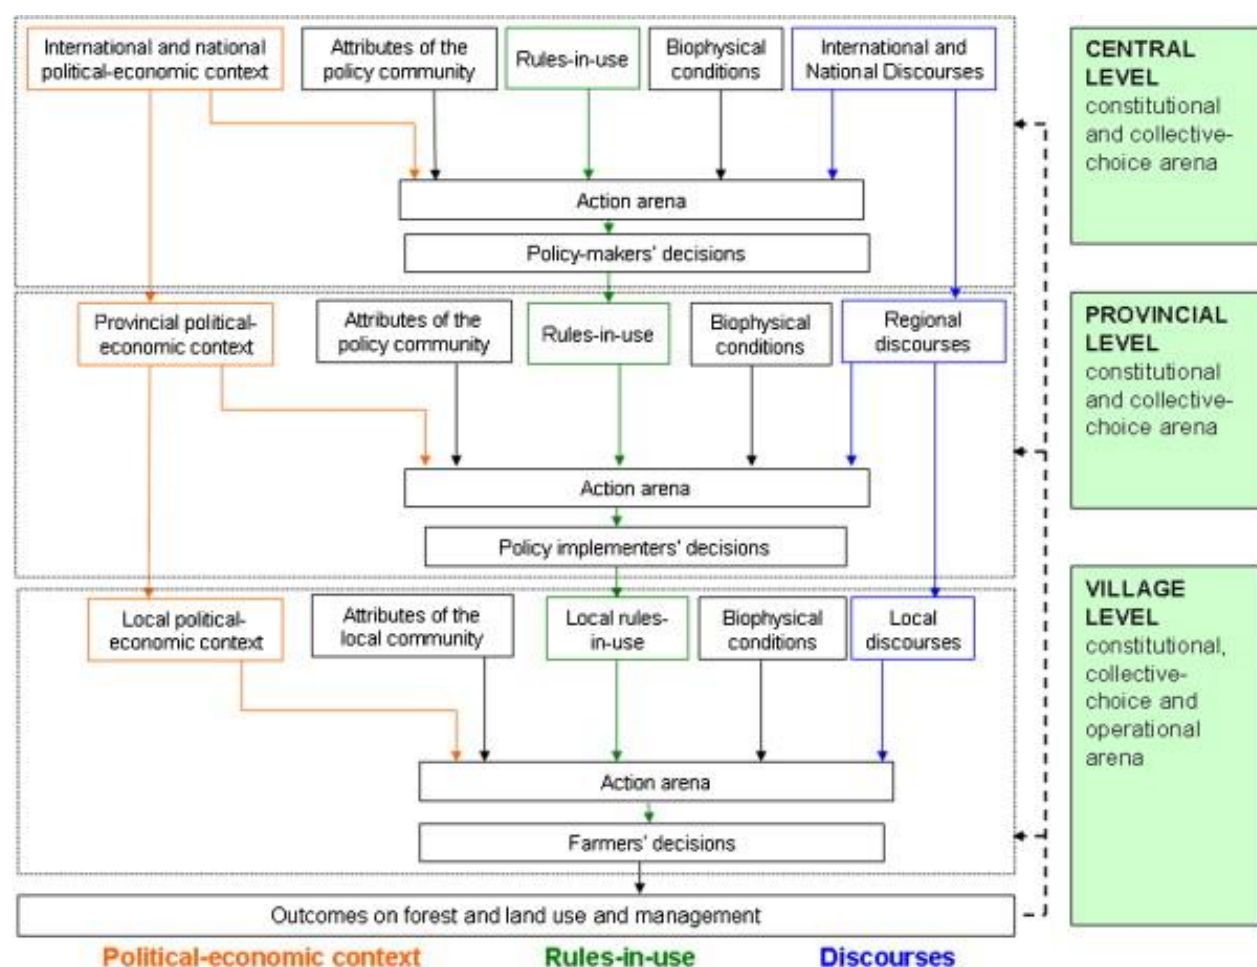 International and national
political-economic context
Attributes of the
policy community
Rules-in-use
Biophysical
conditions
International and
National Discourses
Action arena
Policy-makers' decisions
CENTRAL
LEVEL
constitutional
and collective-
choice arena
Provincial political-
economic context
Attributes of the
policy community
Rules-in-use
Biophysical
conditions
Regional
discourses
Action arena
Policy implementers' decisions
PROVINCIAL
LEVEL
constitutional
and collective-
choice arena
Local political-
economic context
Attributes of the
local community
Local rules-
in-use
Biophysical
conditions
Local
discourses
Action arena
Farmers' decisions
VILLAGE
LEVEL
constitutional,
collective-
choice and
operational
arena
Outcomes on forest and land use and management
Political-economic context
Rules-in-use
Discourses